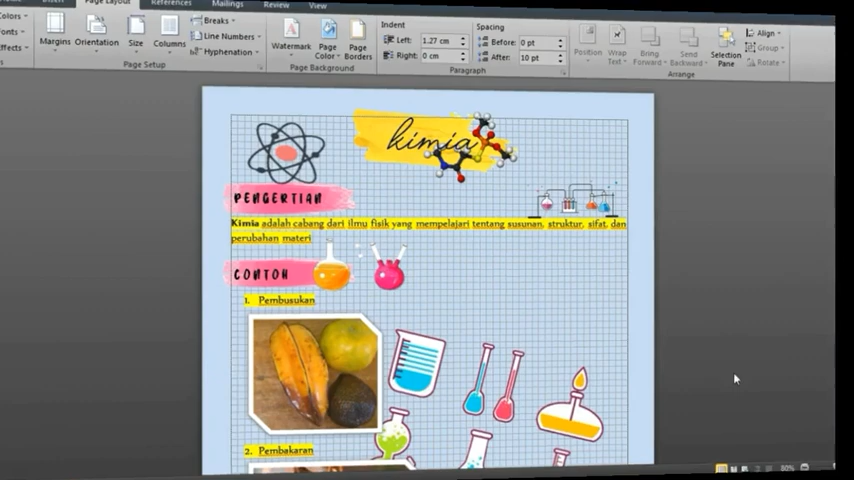 Page Layout
References
Mailings
Review
View
Margins
Orientation
Size
Columns
Breaks
Line Numbers
Hyphenation
Page Setup
Watermark
Page Color
Page Borders
Page Background
Indent
Left: 1.27 cm
Right: 0 cm
Spacing
Before: 0 pt
After: 10 pt
Paragraph
Position
Wrap Text
Bring Forward
Send Backward
Selection Pane
Align
Group
Rotate
Arrange
kimia
PENGERTIAN
Kimia adalah cabang dari ilmu fisik yang mempelajari tentang susunan, struktur, sifat, dan
perubahan materi
CONTOH
1. Pembusukan
2. Pembakaran
80%